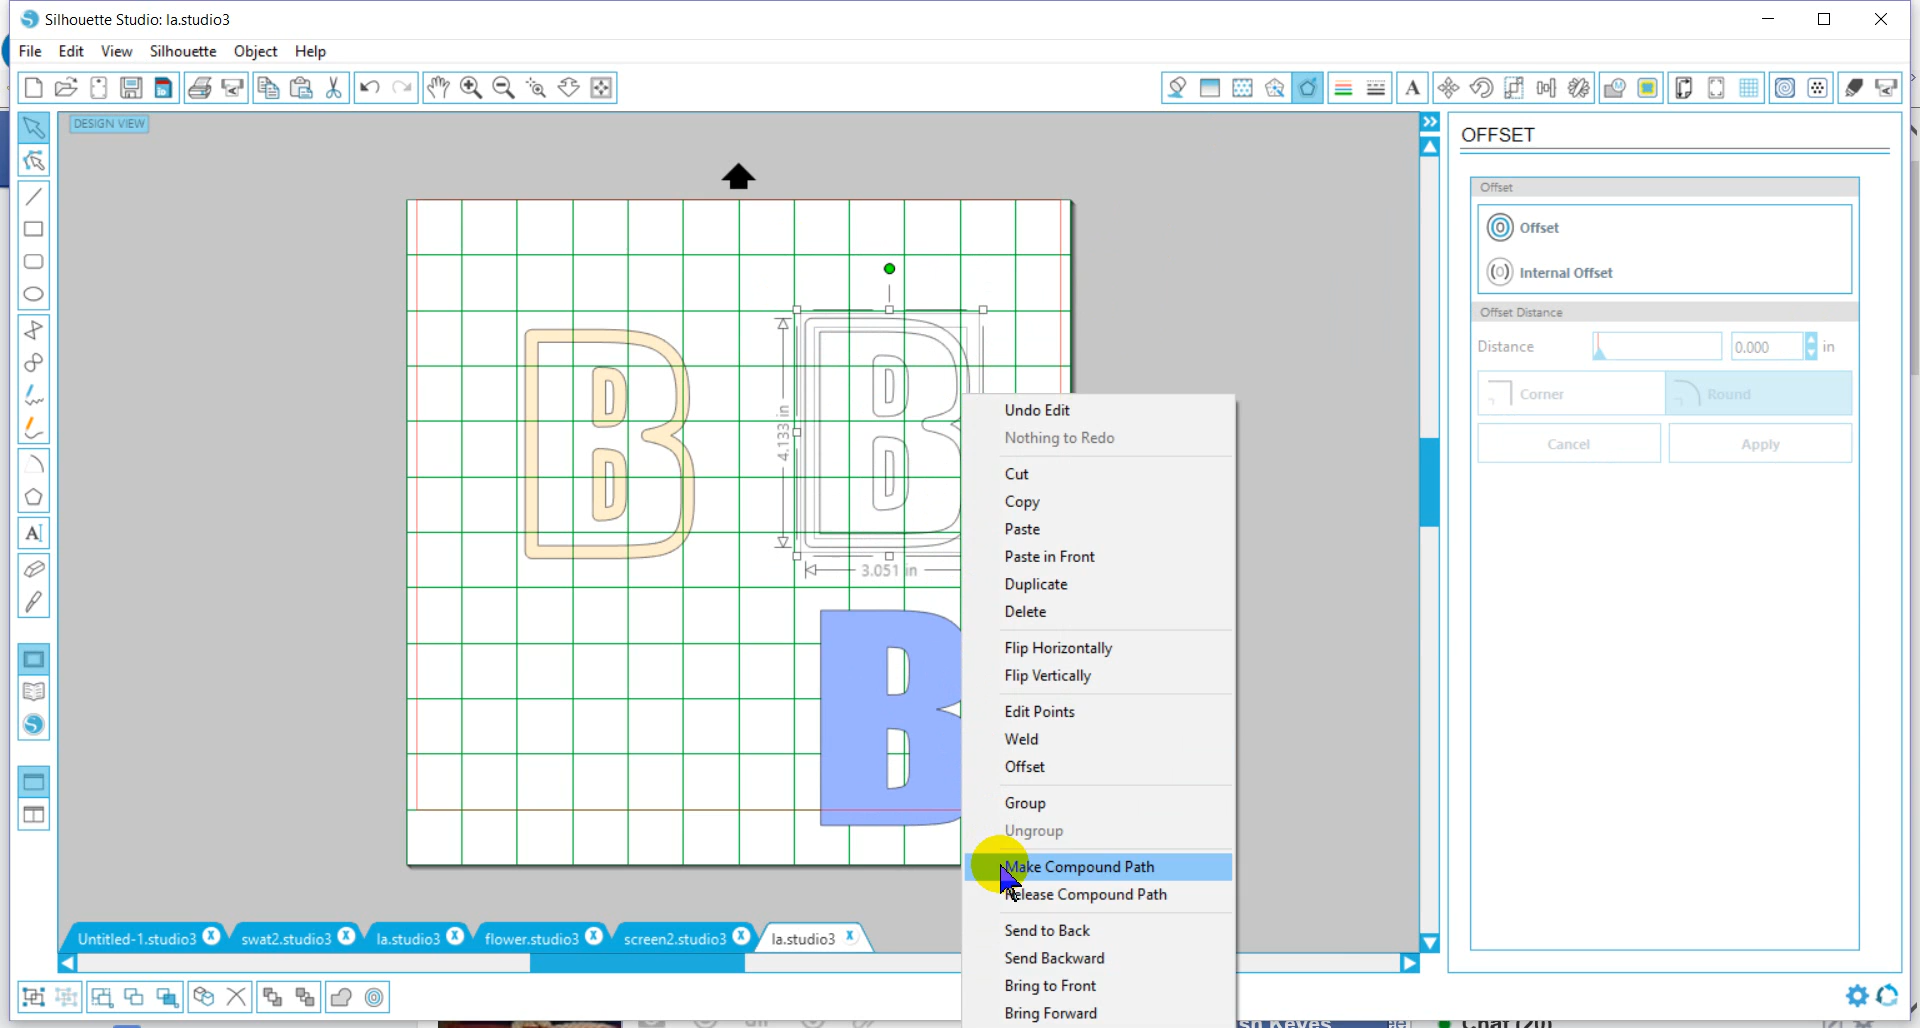 Silhouette Studio: la.studio3
File Edit View Silhouette Object Help
DESIGN VIEW
OFFSET
Offset
Offset
Internal Offset
Offset Distance
Distance 0.000 in
Corner Round
Cancel Apply
B B
4.133 in
3.051 in
B
Undo Edit
Nothing to Redo
Cut
Copy
Paste
Paste in Front
Duplicate
Delete
Flip Horizontally
Flip Vertically
Edit Points
Weld
Offset
Group
Ungroup
Make Compound Path
Release Compound Path
Send to Back
Send Backward
Bring to Front
Bring Forward
Untitled-1.studio3 swat2.studio3 la.studio3 flower.studio3 screen2.studio3 la.studio3